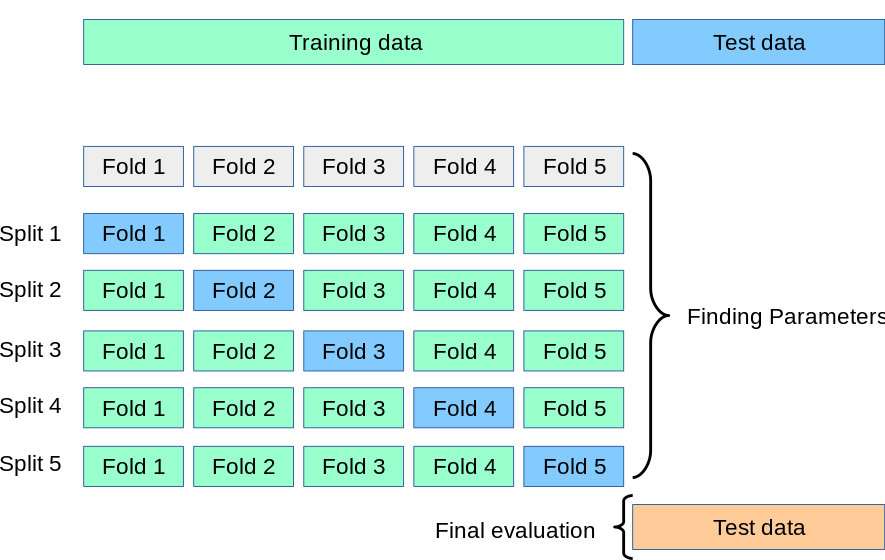 Training data Test data
Fold 1 Fold 2 Fold 3 Fold 4 Fold 5
Split 1 Fold 1 Fold 2 Fold 3 Fold 4 Fold 5
Split 2 Fold 1 Fold 2 Fold 3 Fold 4 Fold 5
Finding Parameters
Split 3 Fold 1 Fold 2 Fold 3 Fold 4 Fold 5
Split 4 Fold 1 Fold 2 Fold 3 Fold 4 Fold 5
Split 5 Fold 1 Fold 2 Fold 3 Fold 4 Fold 5
Final evaluation Test data